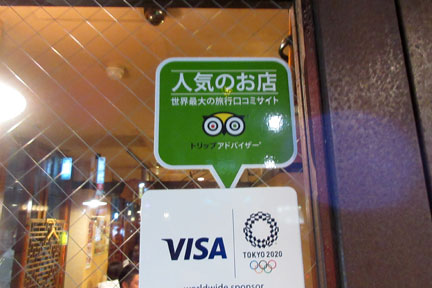 人気のお店
世界最大の旅行口コミサイト
トリップアドバイザー®
VISA
TOKYO 2020
worldwide sponsor